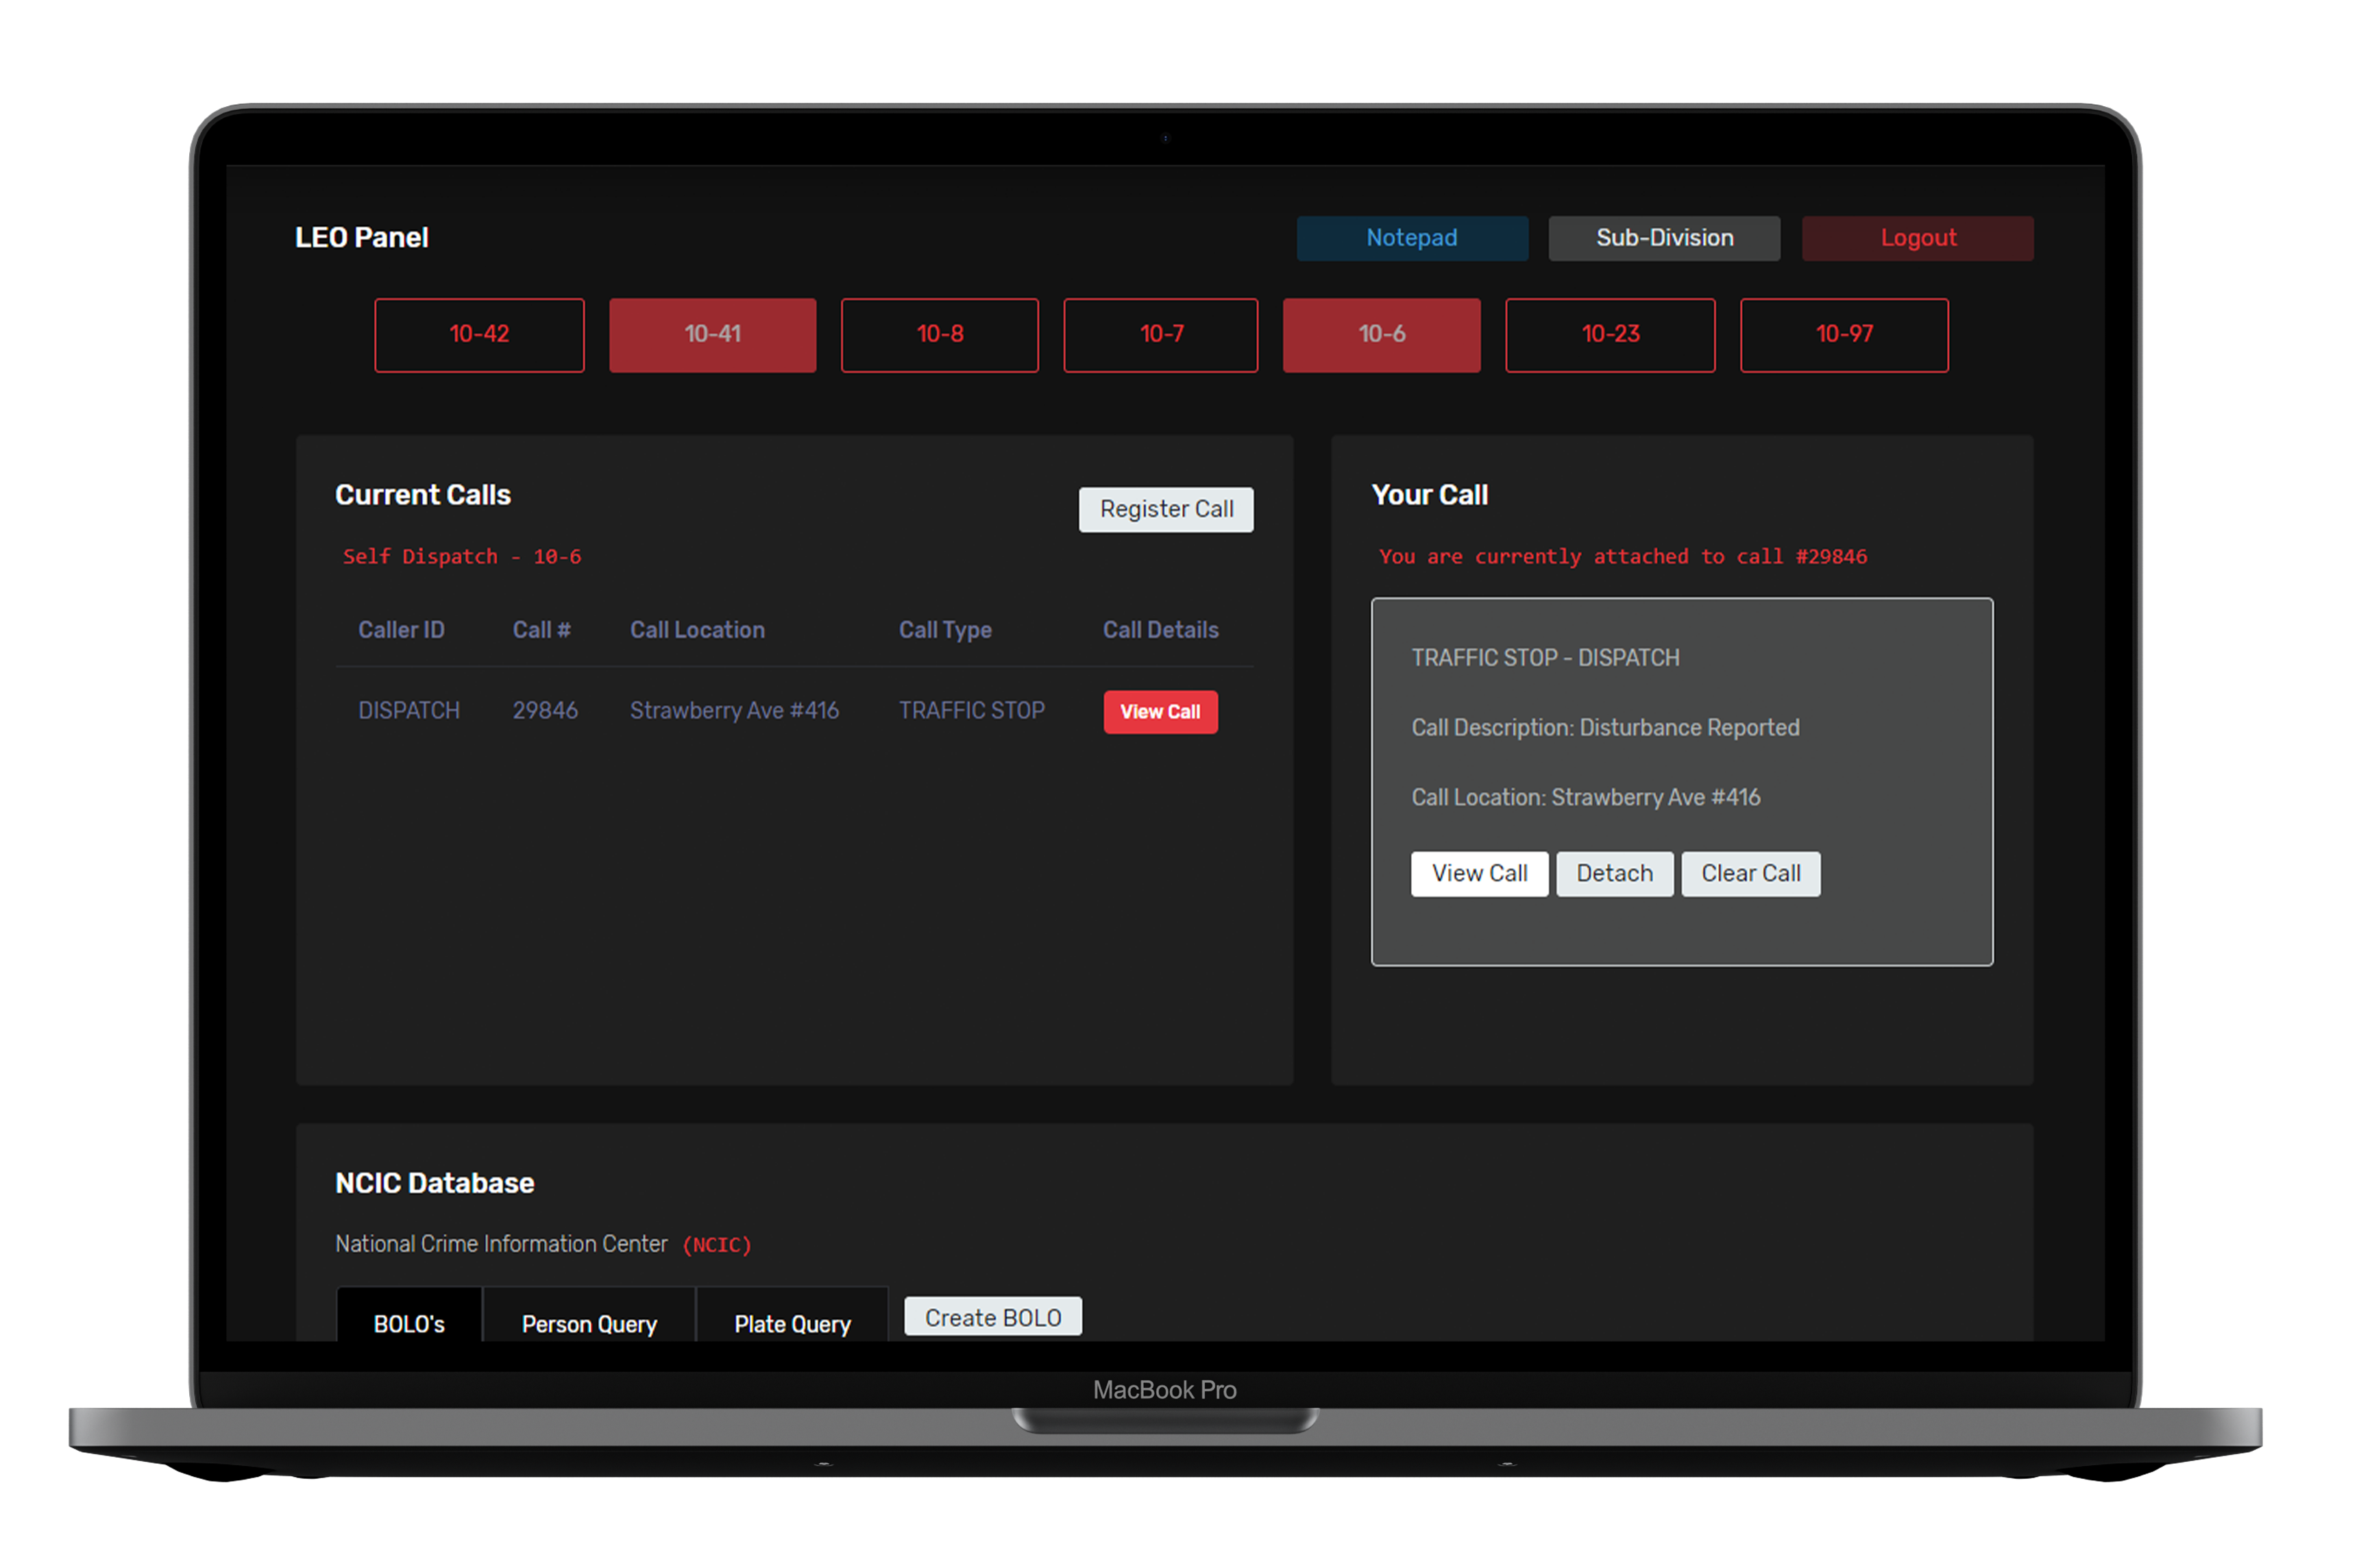 LEO Panel
Notepad
Sub-Division
Logout
10-42
10-41
10-8
10-7
10-6
10-23
10-97
Current Calls
Register Call
Self Dispatch - 10-6
Caller ID Call # Call Location Call Type Call Details
DISPATCH 29846 Strawberry Ave #416 TRAFFIC STOP View Call
Your Call
You are currently attached to call #29846
TRAFFIC STOP - DISPATCH
Call Description: Disturbance Reported
Call Location: Strawberry Ave #416
View Call
Detach
Clear Call
NCIC Database
National Crime Information Center (NCIC)
BOLO's
Person Query
Plate Query
Create BOLO
MacBook Pro